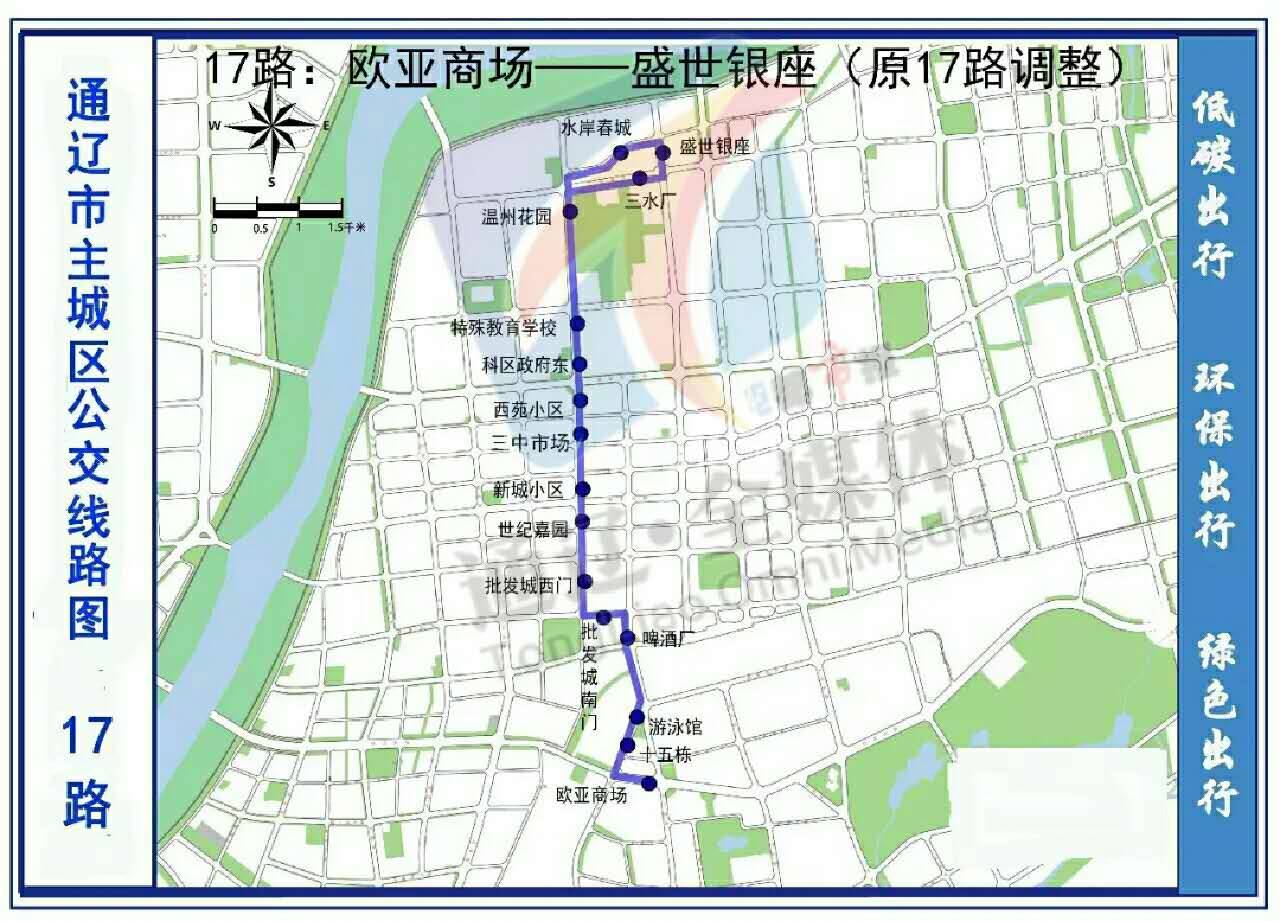 17路：欧亚商场——盛世银座（原17路调整）
通辽市主城区公交线路图
17路
W
E
S
0
0.5
1
1.5千米
水岸春城
盛世银座
三水厂
温州花园
特殊教育学校
科区政府东
西苑小区
三中市场
新城小区
世纪嘉园
批发城西门
批发城南门
啤酒厂
游泳馆
十五栋
欧亚商场
通辽·全媒体
低碳出行
环保出行
绿色出行